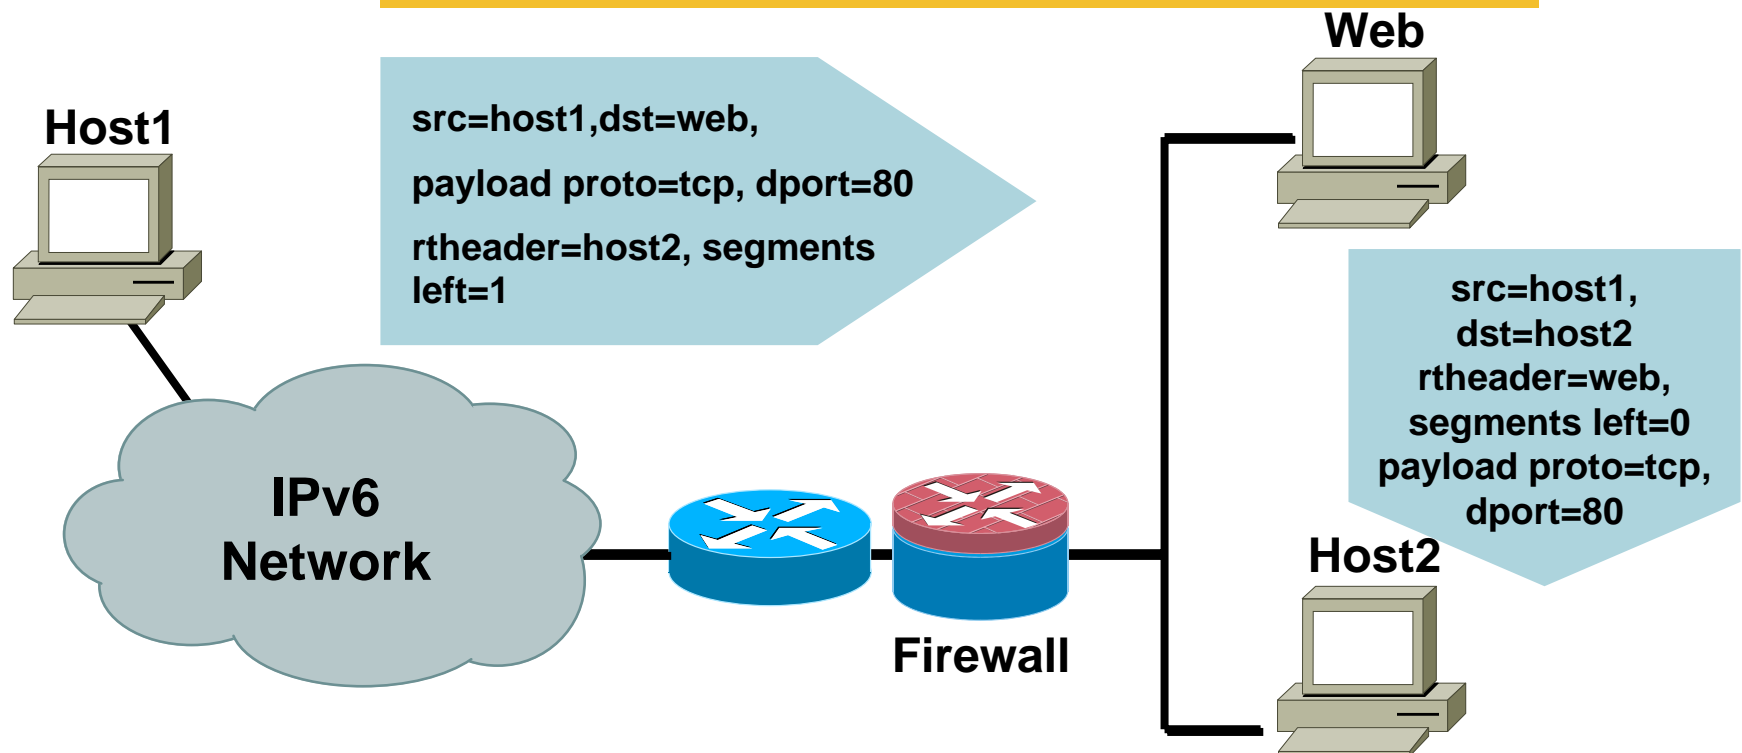 Web
Host1
src=host1,dst=web,
payload proto=tcp, dport=80
rtheader=host2, segments
left=1
src=host1,
dst=host2
rtheader=web,
segments left=0
payload proto=tcp,
dport=80
IPv6
Network
Firewall
Host2